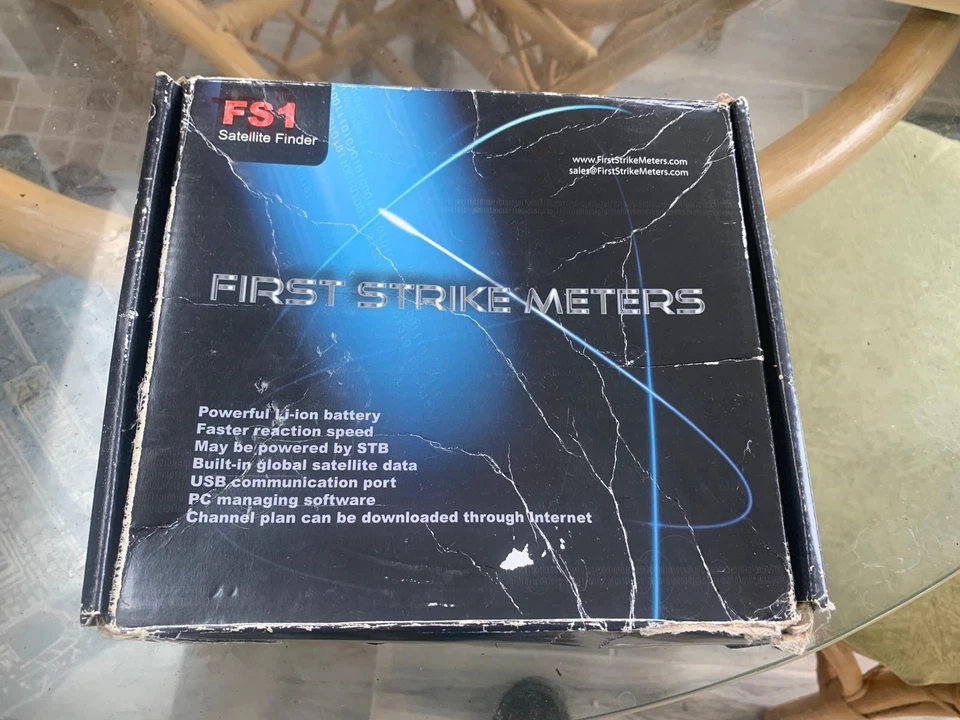 FS1
Satellite Finder
www.FirstStrikeMeters.com
sales@FirstStrikeMeters.com
FIRST STRIKE METERS
Powerful Li-ion battery
Faster reaction speed
May be powered by STB
Built-in global satellite data
USB communication port
PC managing software
Channel plan can be downloaded through Internet